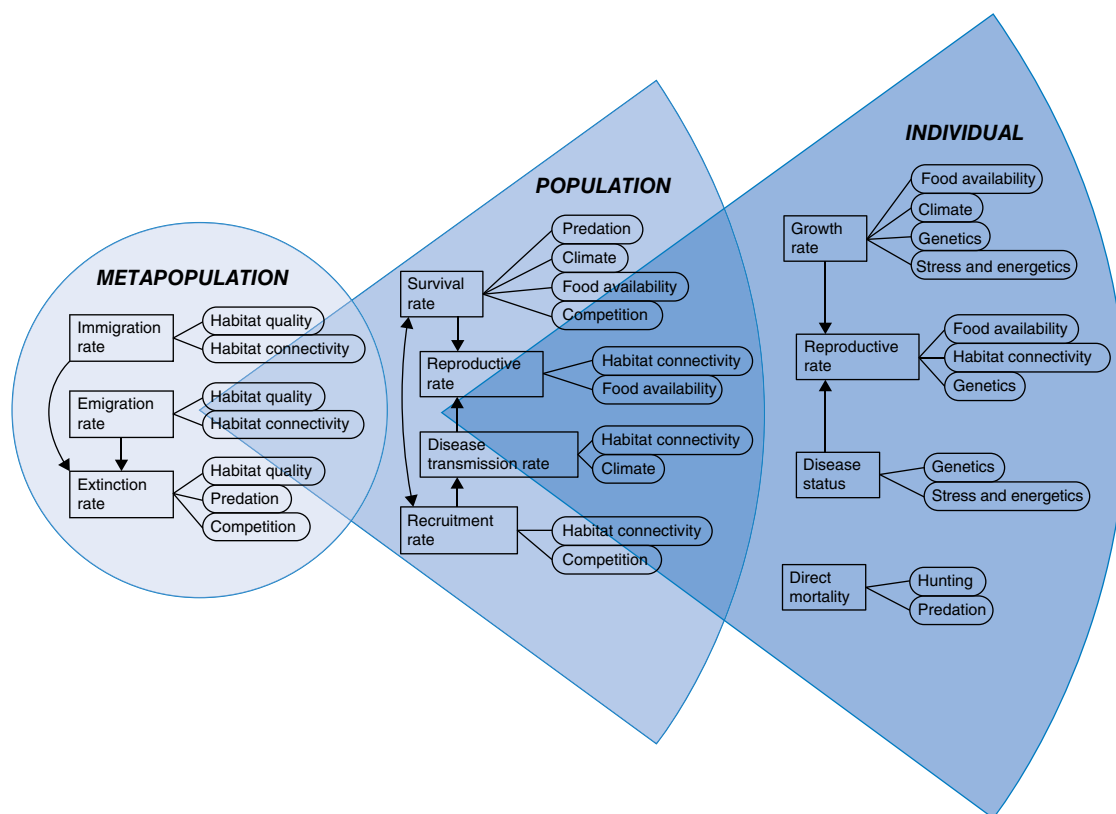 METAPOPULATION
Immigration
rate
Habitat quality
Habitat connectivity
Emigration
rate
Habitat quality
Habitat connectivity
Extinction
rate
Habitat quality
Predation
Competition
POPULATION
Survival
rate
Predation
Climate
Food availability
Competition
Reproductive
rate
Habitat connectivity
Food availability
Disease
transmission rate
Habitat connectivity
Climate
Recruitment
rate
Habitat connectivity
Competition
INDIVIDUAL
Growth
rate
Food availability
Climate
Genetics
Stress and energetics
Reproductive
rate
Food availability
Habitat connectivity
Genetics
Disease
status
Genetics
Stress and energetics
Direct
mortality
Hunting
Predation